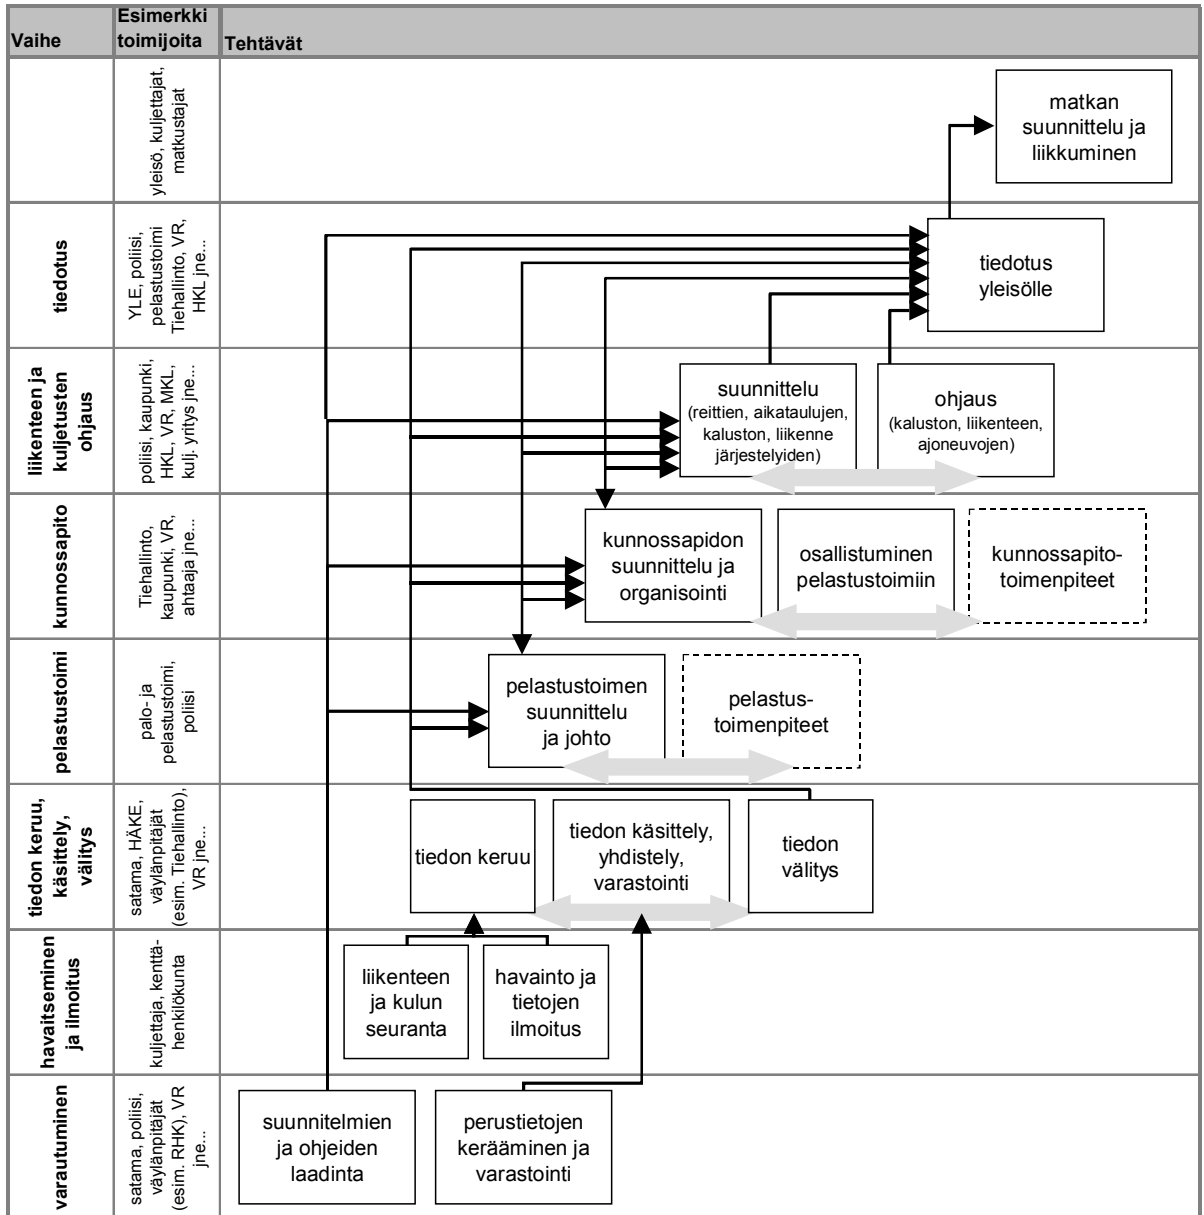 Vaihe
Esimerkki
toimijoita
Tehtävät
yleisö, kuljettajat,
matkustajat
matkan
suunnittelu ja
liikkuminen
tiedotus
YLE, poliisi,
pelastustoimi
Tiehallinto, VR,
HKL jne...
tiedotus
yleisölle
liikenteen ja
kuljetusten
ohjaus
poliisi, kaupunki,
HKL, VR, MKL,
kulj. yritys jne...
suunnittelu
(reittien, aikataulujen,
kaluston, liikenne
järjestelyiden)
ohjaus
(kaluston, liikenteen,
ajoneuvojen)
kunnossapito
Tiehallinto,
kaupunki, VR,
ahtaaja jne...
kunnossapidon
suunnittelu ja
organisointi
osallistuminen
pelastustoimiin
kunnossapito-
toimenpiteet
pelastustoimi
palo- ja
pelastustoimi,
poliisi
pelastustoimen
suunnittelu
ja johto
pelastus-
toimenpiteet
tiedon keruu,
käsittely,
välitys
satama, HÄKE,
väylänpitäjät
(esim. Tiehallinto),
VR jne...
tiedon keruu
tiedon käsittely,
yhdistely,
varastointi
tiedon
välitys
havaitseminen
ja ilmoitus
kuljettaja, kenttä-
henkilökunta
liikenteen
ja kulun
seuranta
havainto ja
tietojen
ilmoitus
varautuminen
satama, poliisi,
väylänpitäjät
(esim. RHK), VR
jne...
suunnitelmien
ja ohjeiden
laadinta
perustietojen
kerääminen ja
varastointi